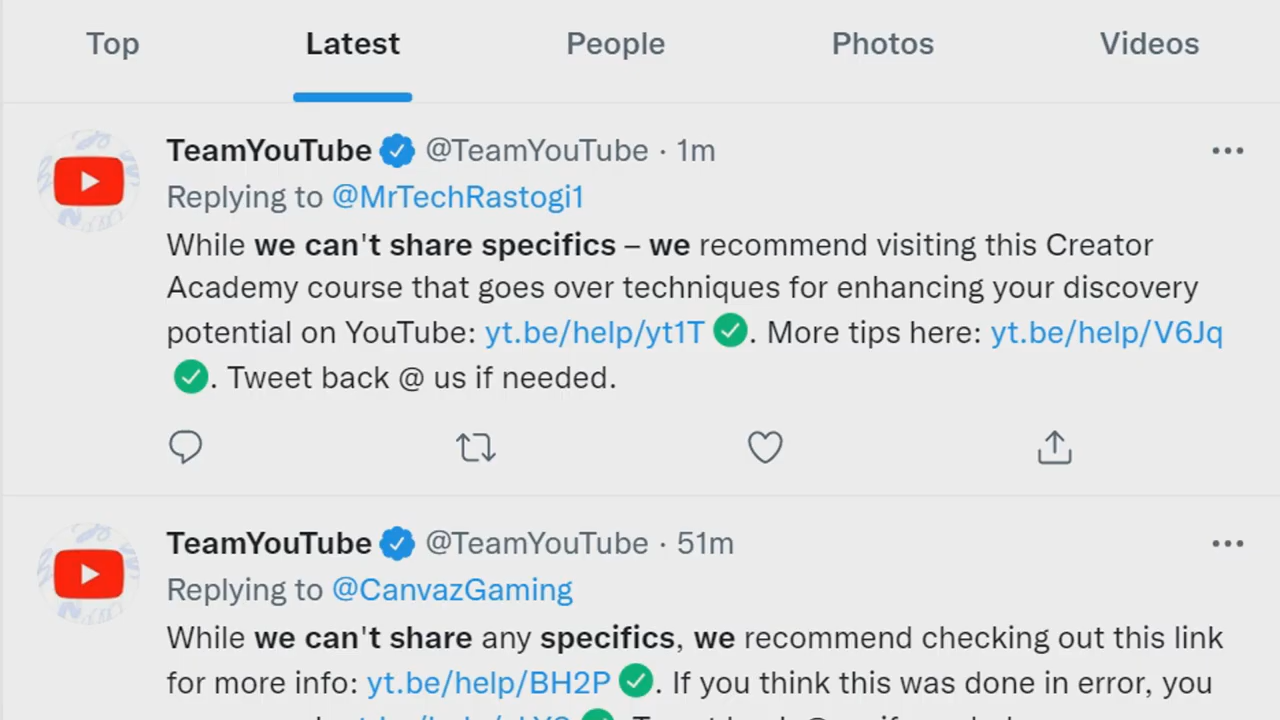 Top Latest People Photos Videos
TeamYouTube @TeamYouTube · 1m
Replying to @MrTechRastogi1
While we can't share specifics – we recommend visiting this Creator
Academy course that goes over techniques for enhancing your discovery
potential on YouTube: yt.be/help/yt1T ✅. More tips here: yt.be/help/V6Jq
✅. Tweet back @ us if needed.
TeamYouTube @TeamYouTube · 51m
Replying to @CanvazGaming
While we can't share any specifics, we recommend checking out this link
for more info: yt.be/help/BH2P ✅. If you think this was done in error, you